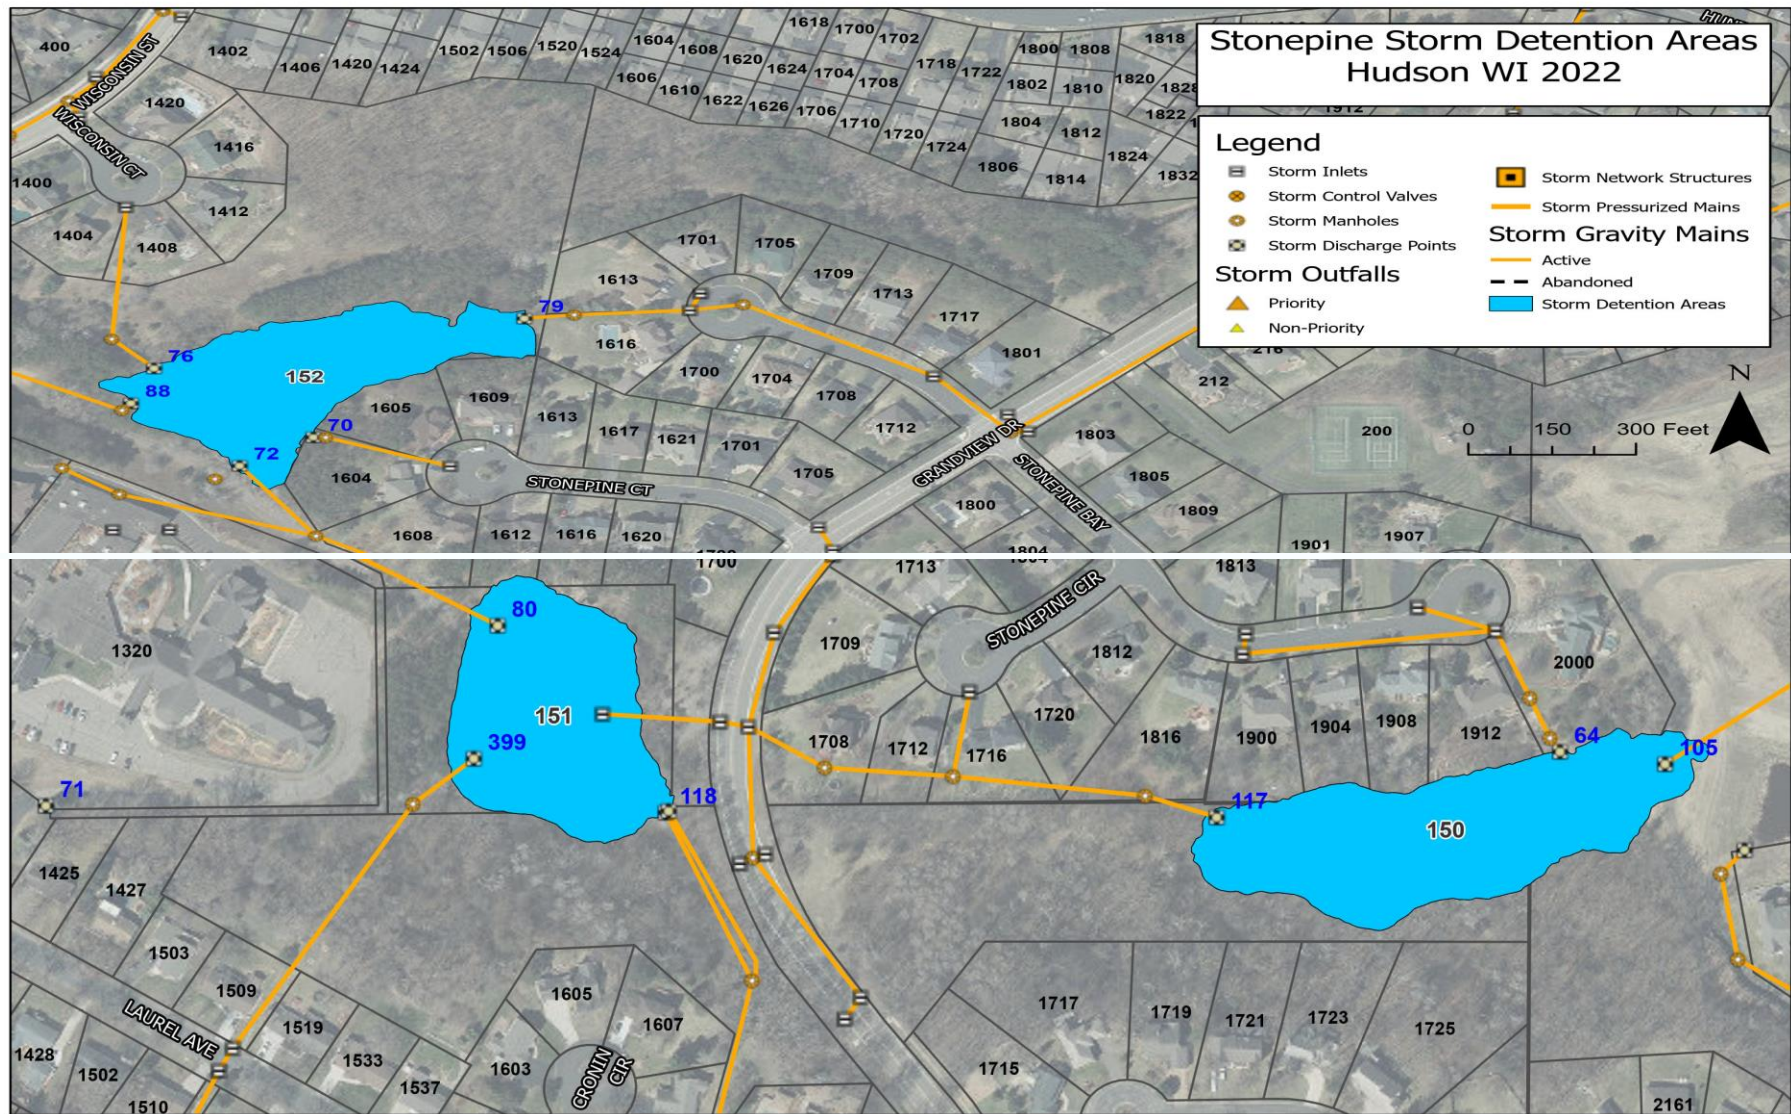 Stonepine Storm Detention Areas
Hudson WI 2022
Legend
Storm Inlets
Storm Control Valves
Storm Manholes
Storm Discharge Points
Storm Outfalls
Priority
Non-Priority
Storm Network Structures
Storm Pressurized Mains
Storm Gravity Mains
Active
Abandoned
Storm Detention Areas
N
0 150 300 Feet
400
WISCONSIN ST
WISCONSIN CT
1402 1406 1420 1424 1502 1506 1520 1524
1604 1608 1618 1700 1702
1606 1610 1620 1624 1704 1708 1718 1722
1622 1626 1706 1710 1720 1724
1800 1808 1818
1802 1810 1820 1828
1804 1812 1822 1912
1806 1814 1824 1832
1420
1416
1400
1412
1404 1408
1701 1705
1613 1709 1713
79
1616 1717
1801
76
152
88
1700 1704 1708 1712
212 216
1605 1609 1613 1617 1621 1701 1705
70
72
1604
STONEPINE CT
GRANDVIEW DR
STONEPINE BAY
1803
200
1805
1800
1809
1608 1612 1616 1620
1804
1901 1907
1700
1713
1813
STONEPINE CIR
80
1320
1709
1812
2000
151
1720
1708 1712 1716
1816 1900 1904 1908 1912
399
64
105
71
118
117
150
1425
1427
1503
1509
1519
1533
1537
LAUREL AVE
1428
1502
1510
1605
1607
1603
CRONIN
CIR
1717 1719 1721 1723 1725
1715
2161